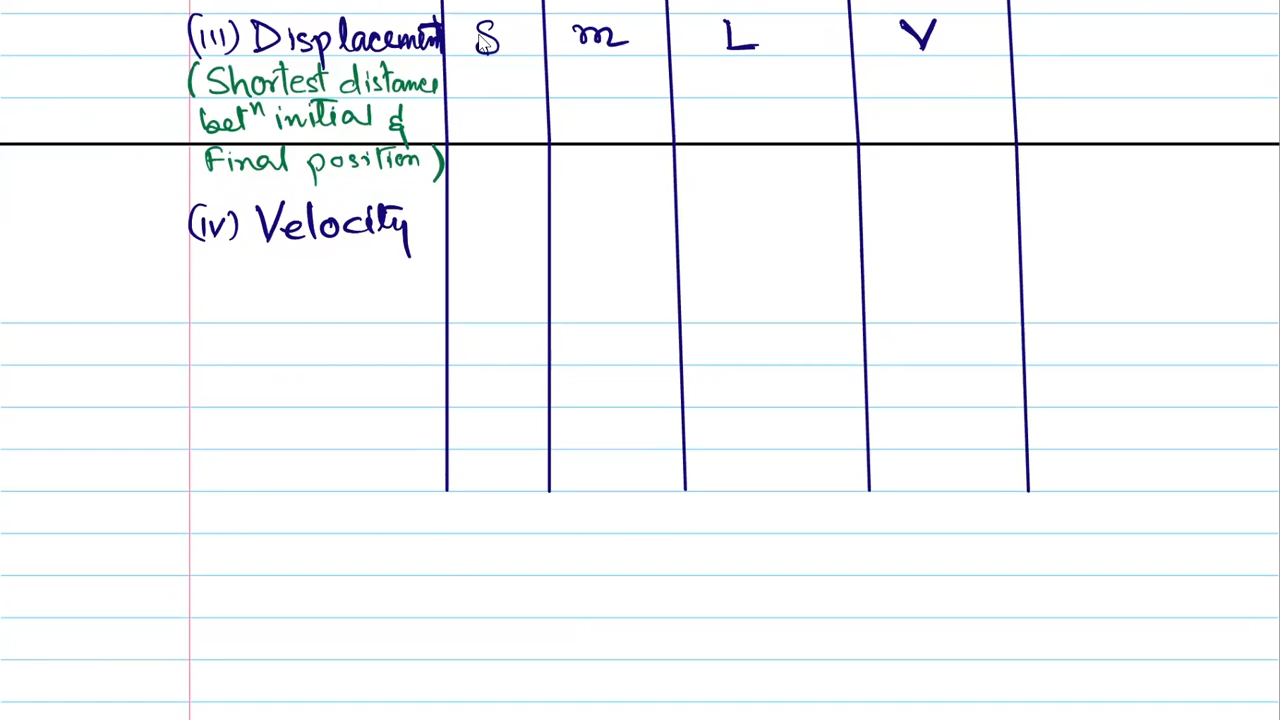 (iii) Displacement S m L V
(Shortest distance
betⁿ initial &
Final position)
(iv) Velocity